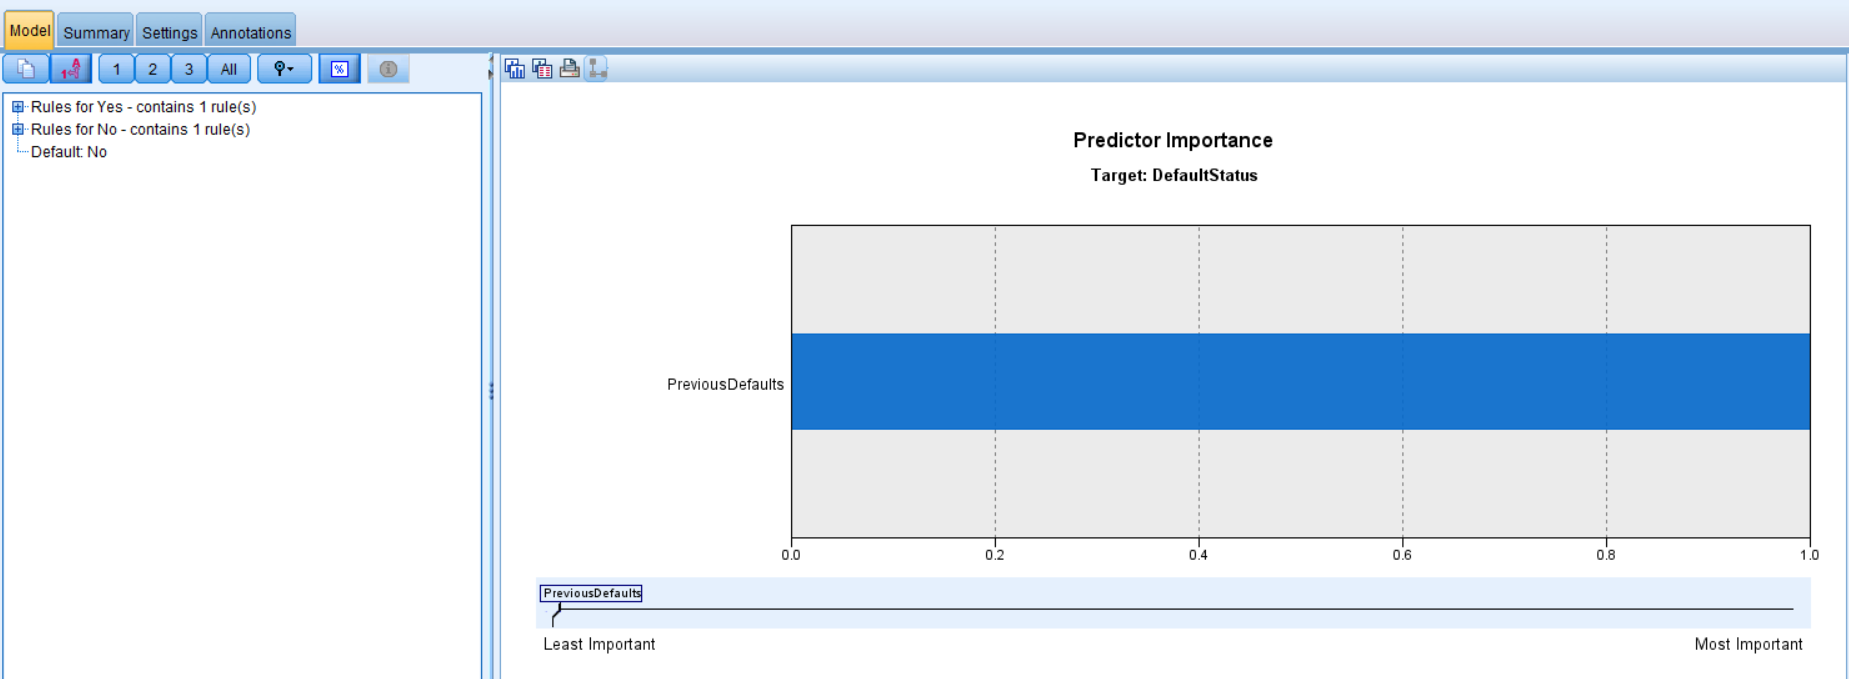 Model Summary Settings Annotations
1 2 3 All
Rules for Yes - contains 1 rule(s)
Rules for No - contains 1 rule(s)
Default: No
Predictor Importance
Target: DefaultStatus
PreviousDefaults
0.0 0.2 0.4 0.6 0.8 1.0
PreviousDefaults
Least Important Most Important